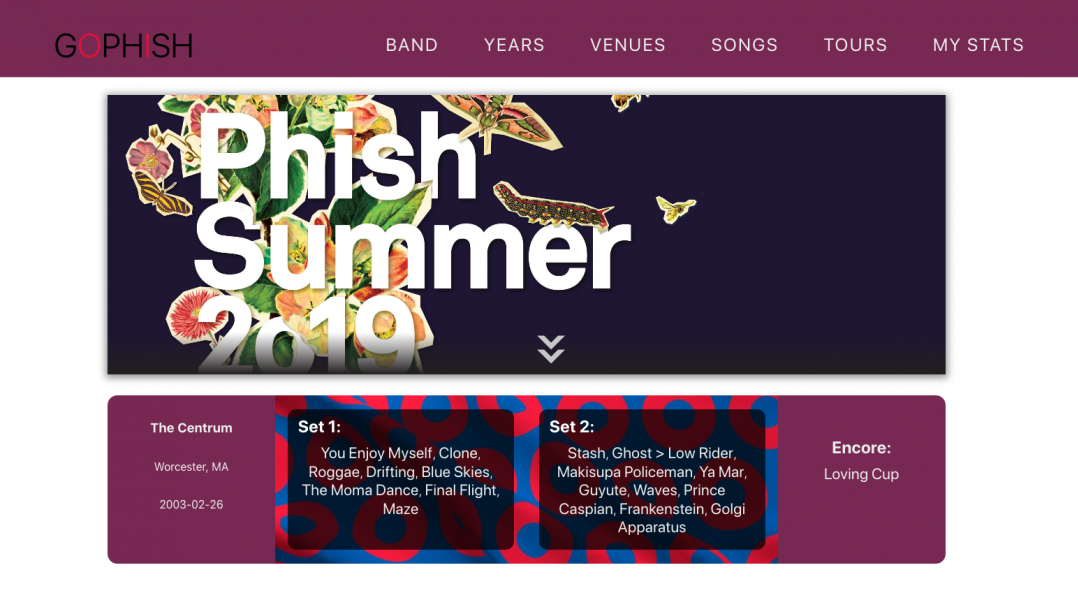 GOPHISH
BAND YEARS VENUES SONGS TOURS MY STATS
Phish
Summer
2019
The Centrum
Worcester, MA
2003-02-26
Set 1:
You Enjoy Myself, Clone,
Roggae, Drifting, Blue Skies,
The Moma Dance, Final Flight,
Maze
Set 2:
Stash, Ghost > Low Rider,
Makisupa Policeman, Ya Mar,
Guyute, Waves, Prince
Caspian, Frankenstein, Golgi
Apparatus
Encore:
Loving Cup